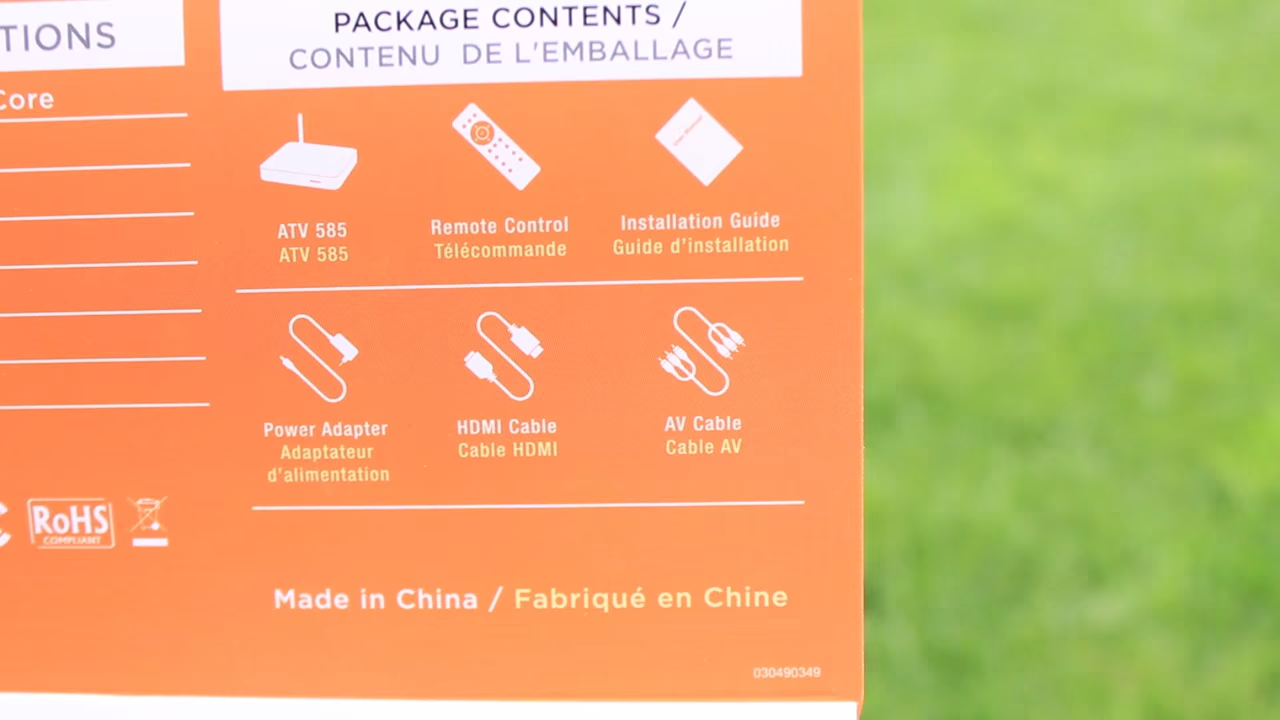 TIONS
Core
PACKAGE CONTENTS /
CONTENU DE L'EMBALLAGE
ATV 585
ATV 585
Remote Control
Télécommande
Installation Guide
Guide d'installation
Power Adapter
Adaptateur
d'alimentation
HDMI Cable
Cable HDMI
AV Cable
Cable AV
RoHS
COMPLIANT
Made in China / Fabriqué en Chine
030490349